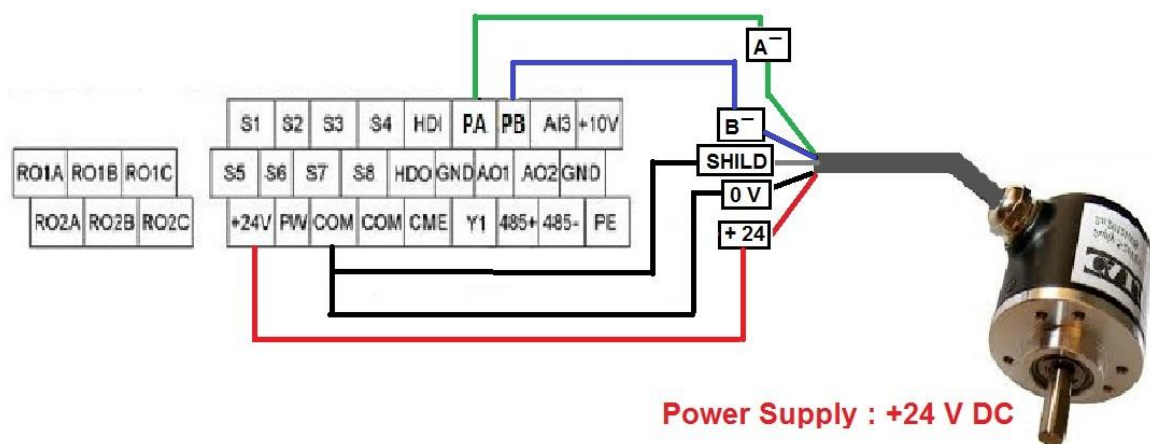 A–
S1 S2 S3 S4 HDI PA PB AI3 +10V
B–
SHILD
RO1A RO1B RO1C S5 S6 S7 S8 HDO GND AO1 AO2 GND
0 V
RO2A RO2B RO2C +24V PW COM COM CME Y1 485+ 485- PE
+ 24
Power Supply : +24 V DC